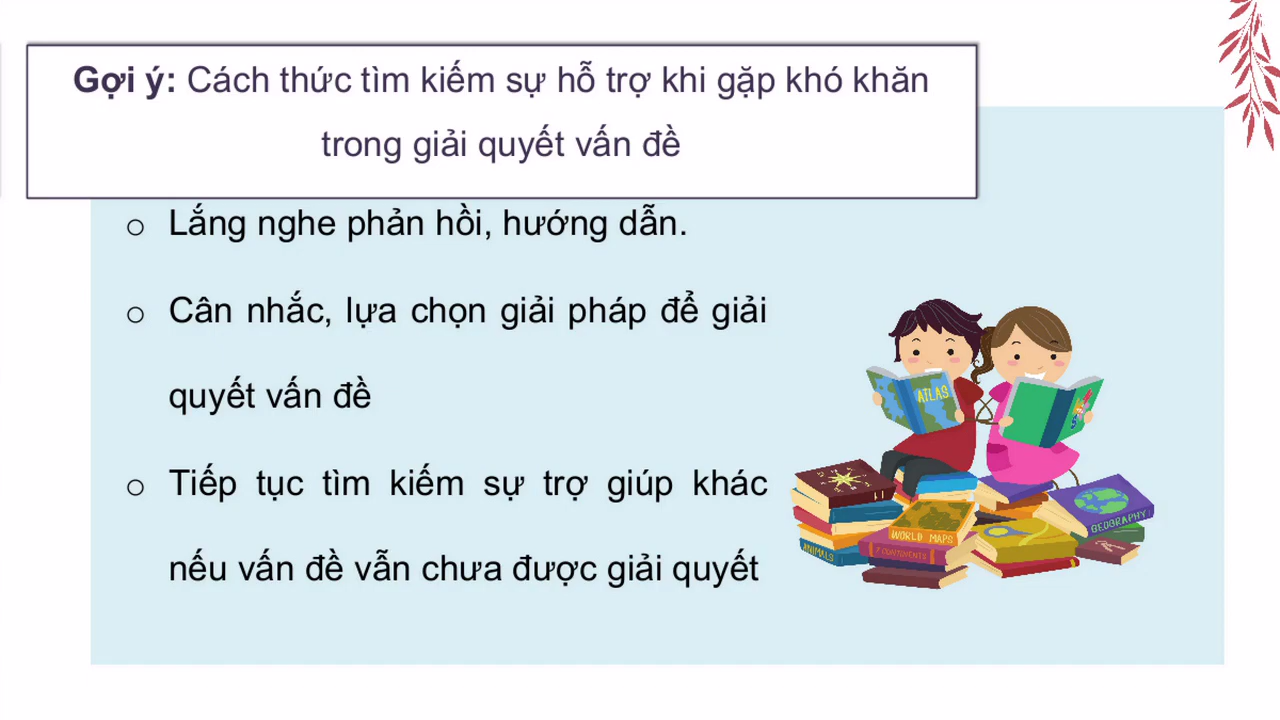 Gợi ý: Cách thức tìm kiếm sự hỗ trợ khi gặp khó khăn
trong giải quyết vấn đề
o Lắng nghe phản hồi, hướng dẫn.
o Cân nhắc, lựa chọn giải pháp để giải
quyết vấn đề
o Tiếp tục tìm kiếm sự trợ giúp khác
nếu vấn đề vẫn chưa được giải quyết
ATLAS
GEOGRAPHY
WORLD MAPS
ANIMALS
7 CONTINENTS